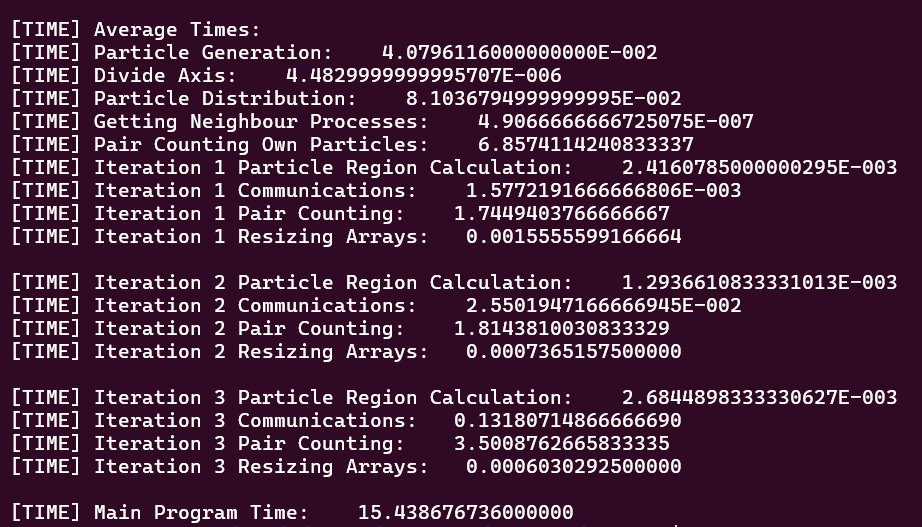 [TIME] Average Times:
[TIME] Particle Generation:    4.0796116000000000E-002
[TIME] Divide Axis:    4.4829999999995707E-006
[TIME] Particle Distribution:    8.1036794999999995E-002
[TIME] Getting Neighbour Processes:    4.9066666666725075E-007
[TIME] Pair Counting Own Particles:    6.8574114240833337
[TIME] Iteration 1 Particle Region Calculation:    2.4160785000000295E-003
[TIME] Iteration 1 Communications:    1.5772191666666806E-003
[TIME] Iteration 1 Pair Counting:    1.7449403766666667
[TIME] Iteration 1 Resizing Arrays:   0.0015555599166664
[TIME] Iteration 2 Particle Region Calculation:    1.2936610833331013E-003
[TIME] Iteration 2 Communications:    2.5501947166666945E-002
[TIME] Iteration 2 Pair Counting:    1.8143810030833329
[TIME] Iteration 2 Resizing Arrays:   0.0007365157500000
[TIME] Iteration 3 Particle Region Calculation:    2.6844898333330627E-003
[TIME] Iteration 3 Communications:   0.13180714866666690
[TIME] Iteration 3 Pair Counting:    3.5008762665833335
[TIME] Iteration 3 Resizing Arrays:   0.0006030292500000
[TIME] Main Program Time:    15.438676736000000